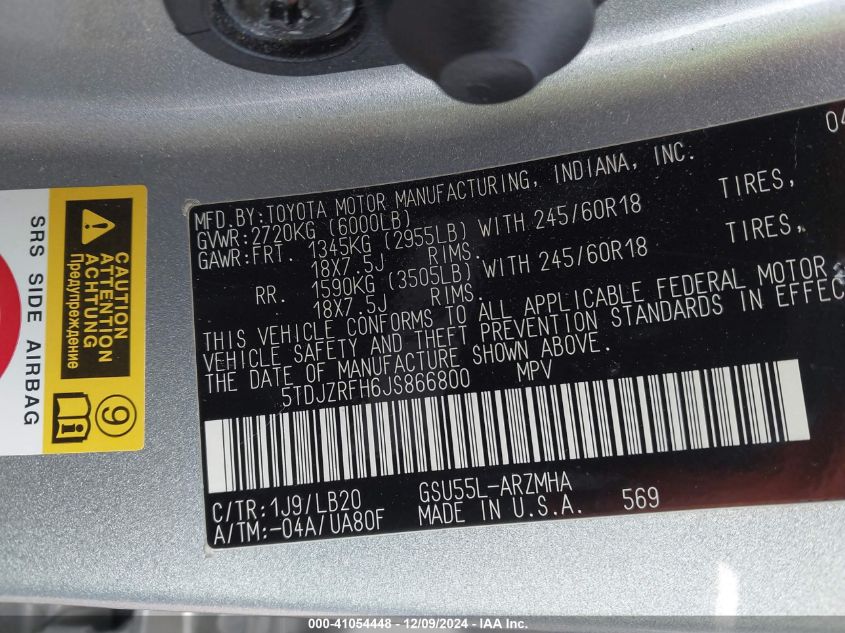 04
MFD.BY:TOYOTA MOTOR MANUFACTURING, INDIANA, INC.
GVWR:2720KG (6000LB)
GAWR:FRT. 1345KG (2955LB) WITH 245/60R18 TIRES,
18X7.5J RIMS.
RR. 1590KG (3505LB) WITH 245/60R18 TIRES,
18X7.5J RIMS.
THIS VEHICLE CONFORMS TO ALL APPLICABLE FEDERAL MOTOR
VEHICLE SAFETY AND THEFT PREVENTION STANDARDS IN EFFEC
THE DATE OF MANUFACTURE SHOWN ABOVE.
5TDJZRFH6JS866800 MPV
C/TR:1J9/LB20 GSU55L-ARZMHA
A/TM:-04A/UA80F MADE IN U.S.A. 569
SRS SIDE AIRBAG
CAUTION
ATTENTION
ACHTUNG
Предупреждение
9
000-41054448 - 12/09/2024 - IAA Inc.